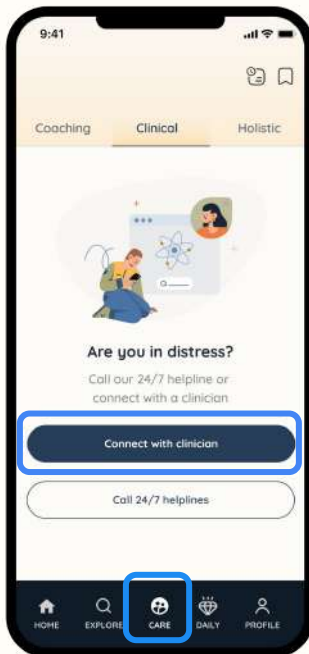 9:41
Coaching Clinical Holistic
Are you in distress?
Call our 24/7 helpline or
connect with a clinician
Connect with clinician
Call 24/7 helplines
HOME EXPLORE CARE DAILY PROFILE